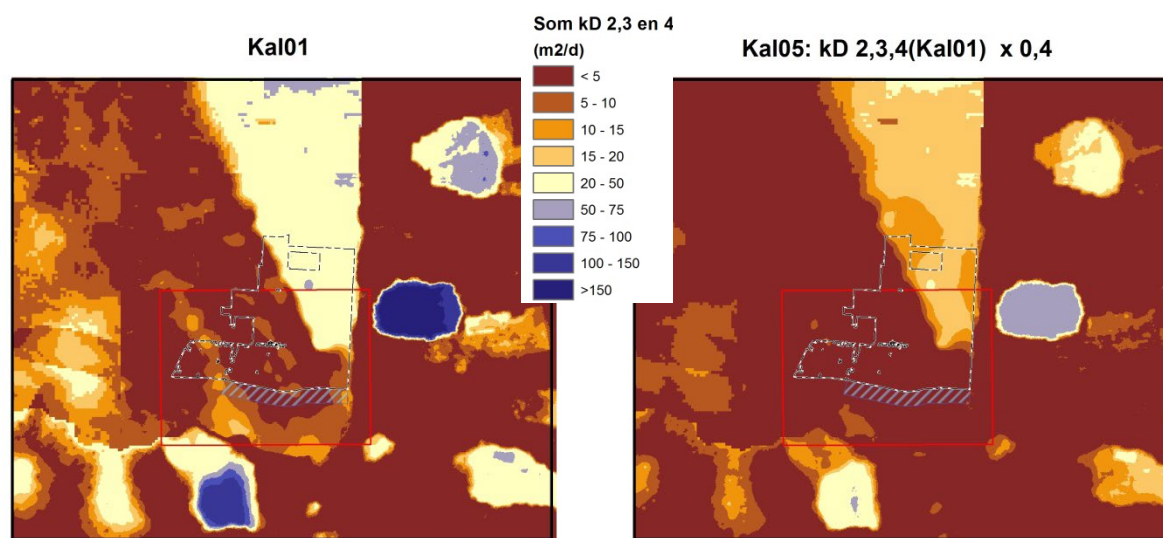 Kal01
Som kD 2,3 en 4
(m2/d)
< 5
5 - 10
10 - 15
15 - 20
20 - 50
50 - 75
75 - 100
100 - 150
>150
Kal05: kD 2,3,4(Kal01) x 0,4